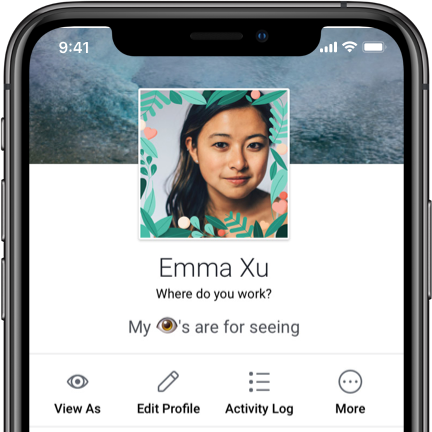 9:41
Emma Xu
Where do you work?
My 👁️'s are for seeing
View As Edit Profile Activity Log More